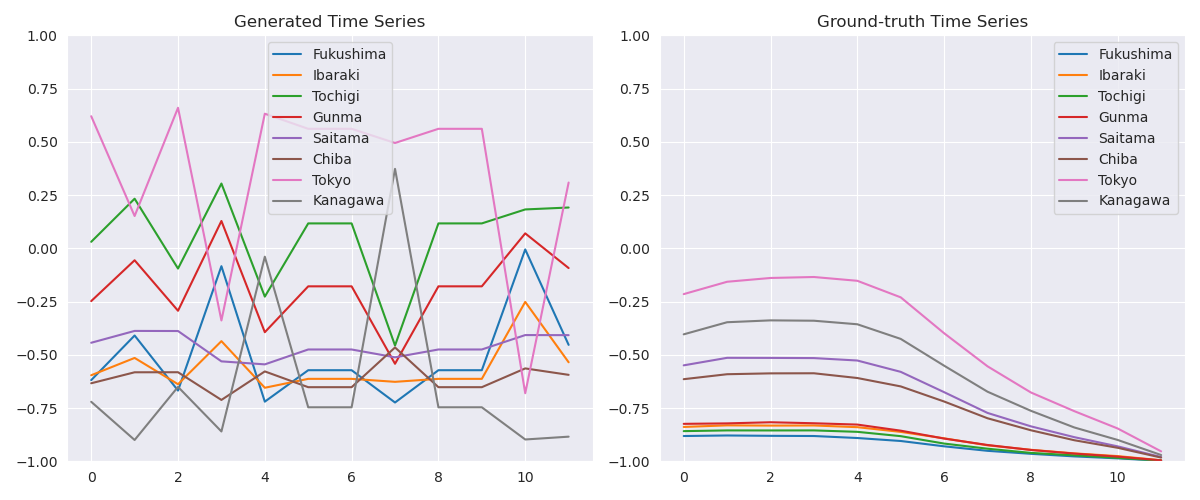 Generated Time Series
1.00
0.75
0.50
0.25
0.00
−0.25
−0.50
−0.75
−1.00
0 2 4 6 8 10
Fukushima
Ibaraki
Tochigi
Gunma
Saitama
Chiba
Tokyo
Kanagawa
Ground-truth Time Series
1.00
0.75
0.50
0.25
0.00
−0.25
−0.50
−0.75
−1.00
0 2 4 6 8 10
Fukushima
Ibaraki
Tochigi
Gunma
Saitama
Chiba
Tokyo
Kanagawa